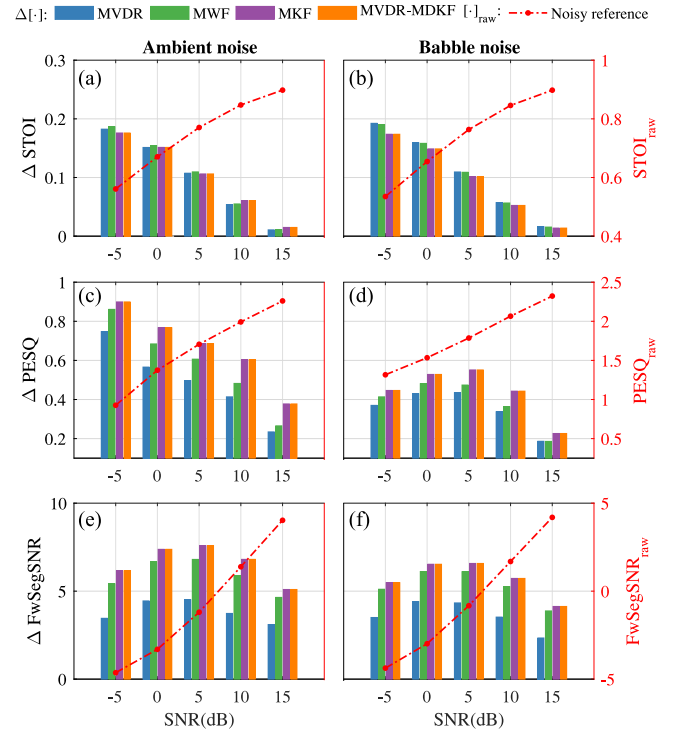 Δ[·]: MVDR MWF MKF MVDR-MDKF [·]raw: Noisy reference
Ambient noise Babble noise
(a) (b)
0.3 0.2 0.1 0
Δ STOI
-5 0 5 10 15
-5 0 5 10 15
1 0.8 0.6 0.4
STOIraw
(c) (d)
1 0.8 0.6 0.4 0.2
Δ PESQ
-5 0 5 10 15
-5 0 5 10 15
2.5 2 1.5 1 0.5
PESQraw
(e) (f)
10 5 0
Δ FwSegSNR
-5 0 5 10 15
-5 0 5 10 15
5 0 -5
FwSegSNRraw
SNR(dB) SNR(dB)